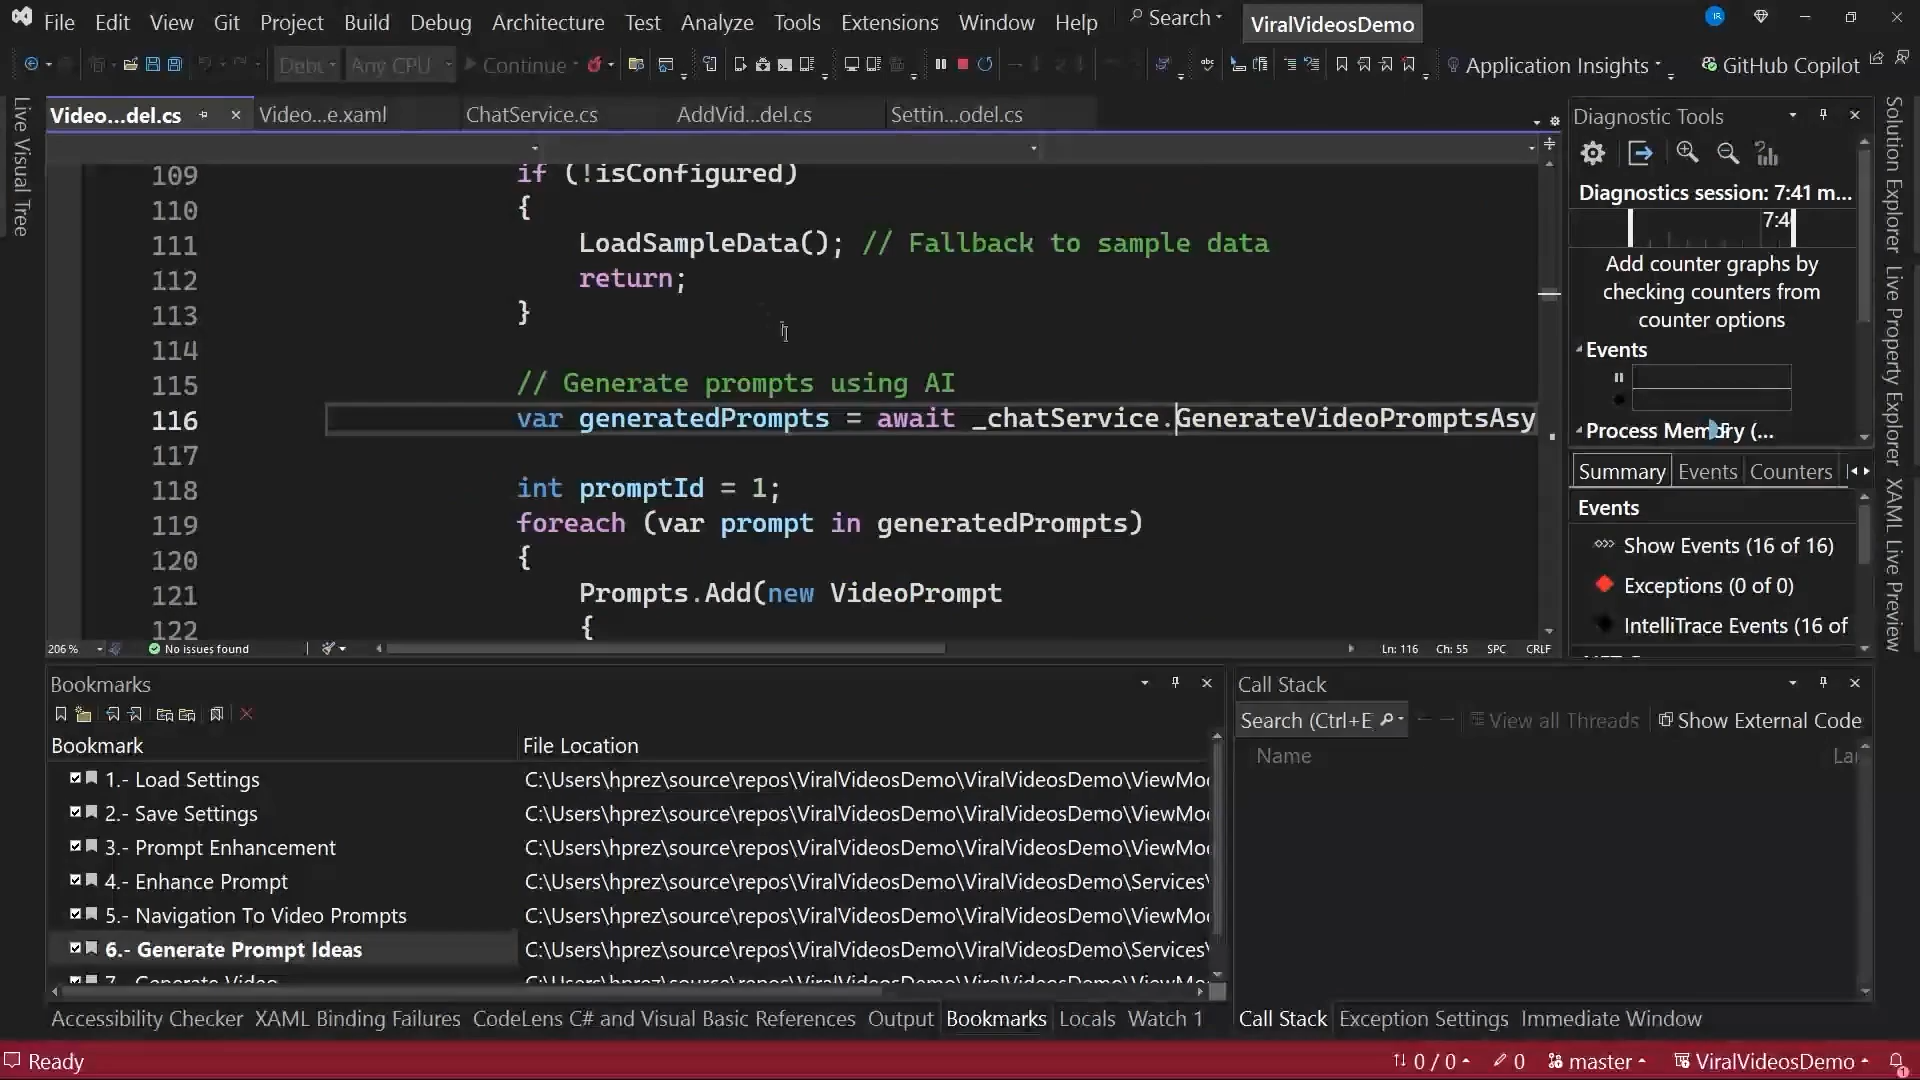 File Edit View Git Project Build Debug Architecture Test Analyze Tools Extensions Window Help Search ViralVideosDemo
Debu Any CPU Continue Application Insights GitHub Copilot
Live Visual Tree
Video...del.cs Video...e.xaml ChatService.cs AddVid...del.cs Settin...odel.cs
109 if (!isConfigured)
110 {
111 LoadSampleData(); // Fallback to sample data
112 return;
113 }
114
115 // Generate prompts using AI
116 var generatedPrompts = await _chatService.GenerateVideoPromptsAsy
117
118 int promptId = 1;
119 foreach (var prompt in generatedPrompts)
120 {
121 Prompts.Add(new VideoPrompt
122 {
206 % No issues found Ln: 116 Ch: 55 SPC CRLF
Diagnostic Tools
Diagnostics session: 7:41 m...
7:4
Add counter graphs by
checking counters from
counter options
Events
Process Memory (...
Summary Events Counters
Events
Show Events (16 of 16)
Exceptions (0 of 0)
IntelliTrace Events (16 of
Solution Explorer
Live Property Explorer
XAML Live Preview
Bookmarks
Bookmark File Location
1.- Load Settings C:\Users\hprez\source\repos\ViralVideosDemo\ViralVideosDemo\ViewMo
2.- Save Settings C:\Users\hprez\source\repos\ViralVideosDemo\ViralVideosDemo\ViewMo
3.- Prompt Enhancement C:\Users\hprez\source\repos\ViralVideosDemo\ViralVideosDemo\ViewMo
4.- Enhance Prompt C:\Users\hprez\source\repos\ViralVideosDemo\ViralVideosDemo\Services\
5.- Navigation To Video Prompts C:\Users\hprez\source\repos\ViralVideosDemo\ViralVideosDemo\ViewMo
6.- Generate Prompt Ideas C:\Users\hprez\source\repos\ViralVideosDemo\ViralVideosDemo\Services\
7.- Generate Video
Call Stack
Search (Ctrl+E View all Threads Show External Code
Name La
Accessibility Checker XAML Binding Failures CodeLens C# and Visual Basic References Output Bookmarks Locals Watch 1
Call Stack Exception Settings Immediate Window
Ready 0 / 0 0 master ViralVideosDemo